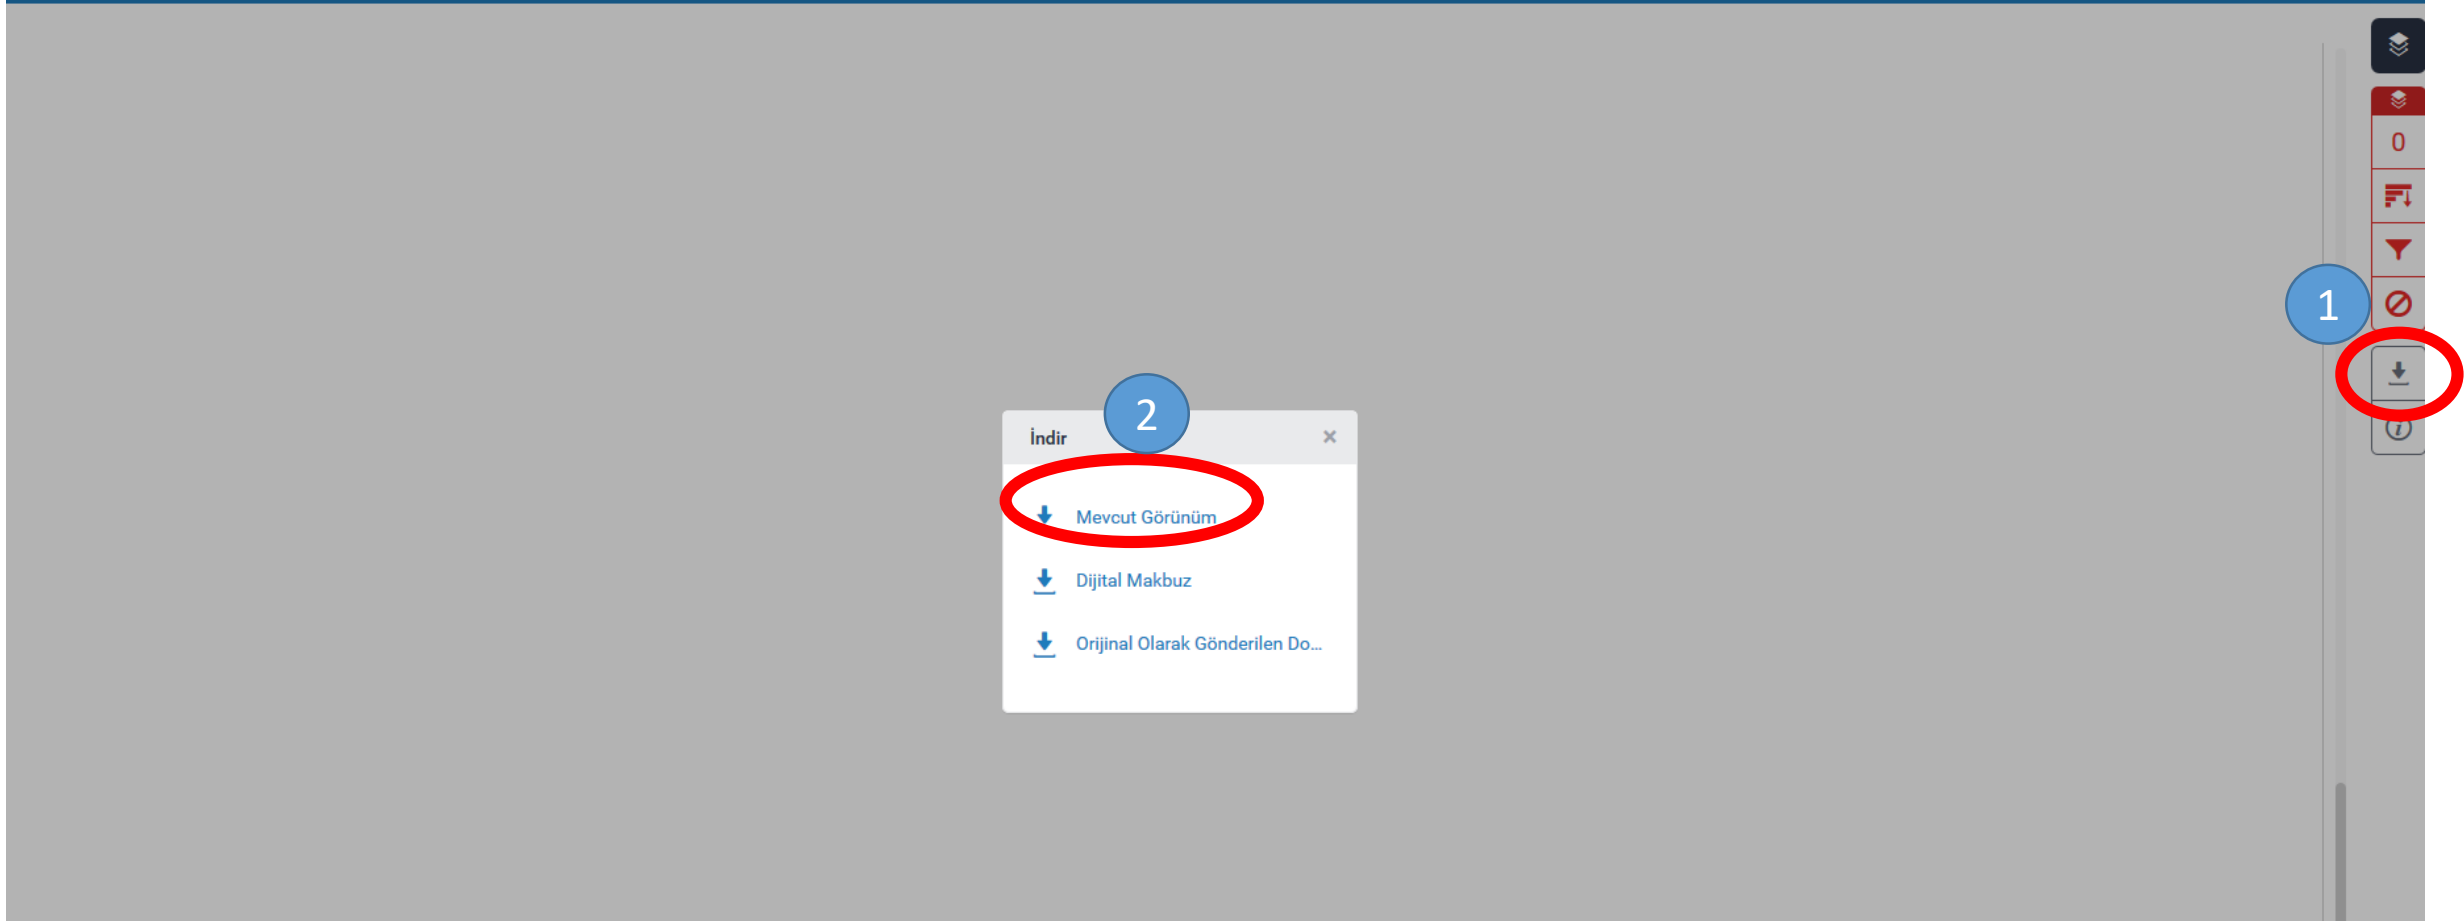 0
1
2
İndir
Mevcut Görünüm
Dijital Makbuz
Orijinal Olarak Gönderilen Do...